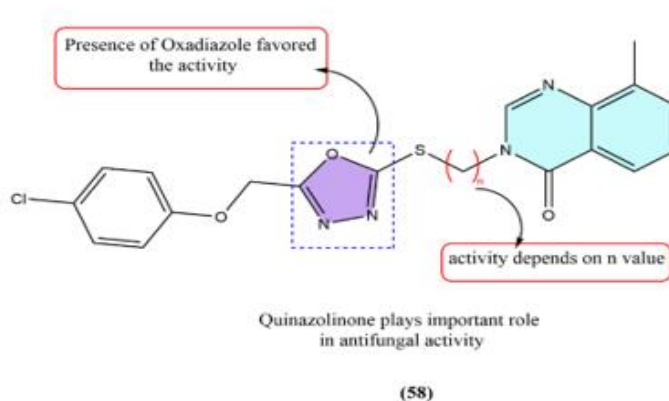 Presence of Oxadiazole favored
the activity
N
O
S
N
( )n
Cl
O
N
N
O
activity depends on n value
Quinazolinone plays important role
in antifungal activity
(58)